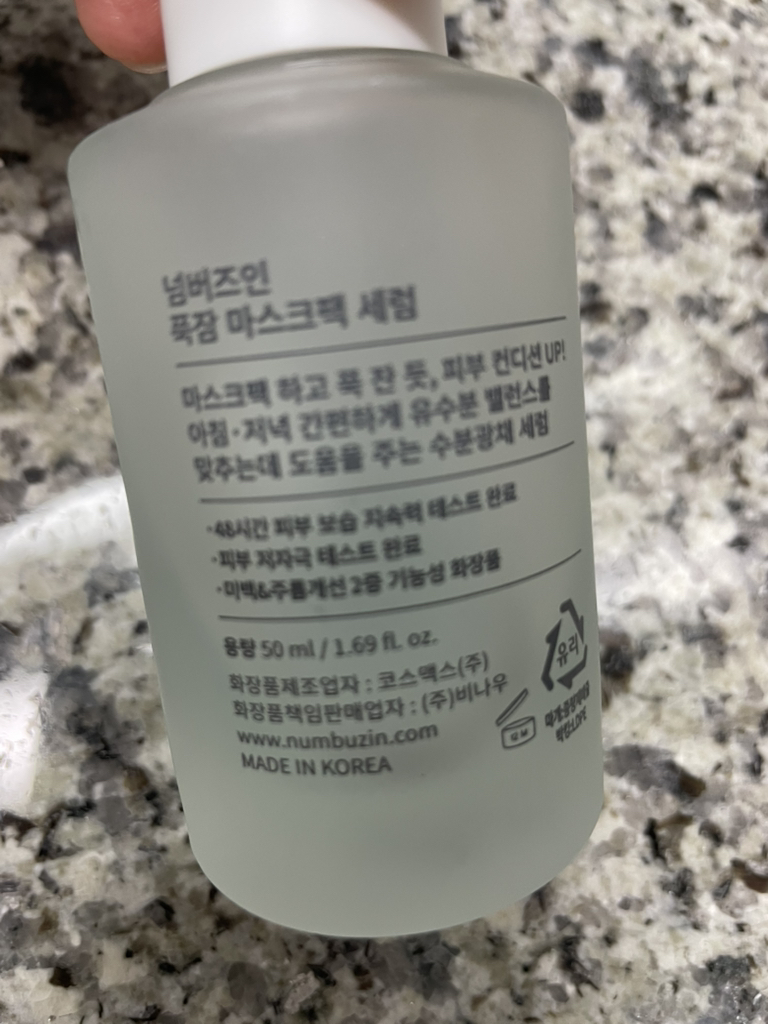 넘버즈인
푹잠 마스크팩 세럼
마스크팩 하고 푹 잔 듯, 피부 컨디션 UP!
아침·저녁 간편하게 유수분 밸런스를
맞추는데 도움을 주는 수분광채 세럼
·48시간 피부 보습 지속력 테스트 완료
·피부 저자극 테스트 완료
·미백&주름개선 2중 기능성 화장품
용량 50 ml / 1.69 fl. oz.
화장품제조업자 : 코스맥스(주)
화장품책임판매업자 : (주)비나우
www.numbuzin.com
MADE IN KOREA
12 M
유리